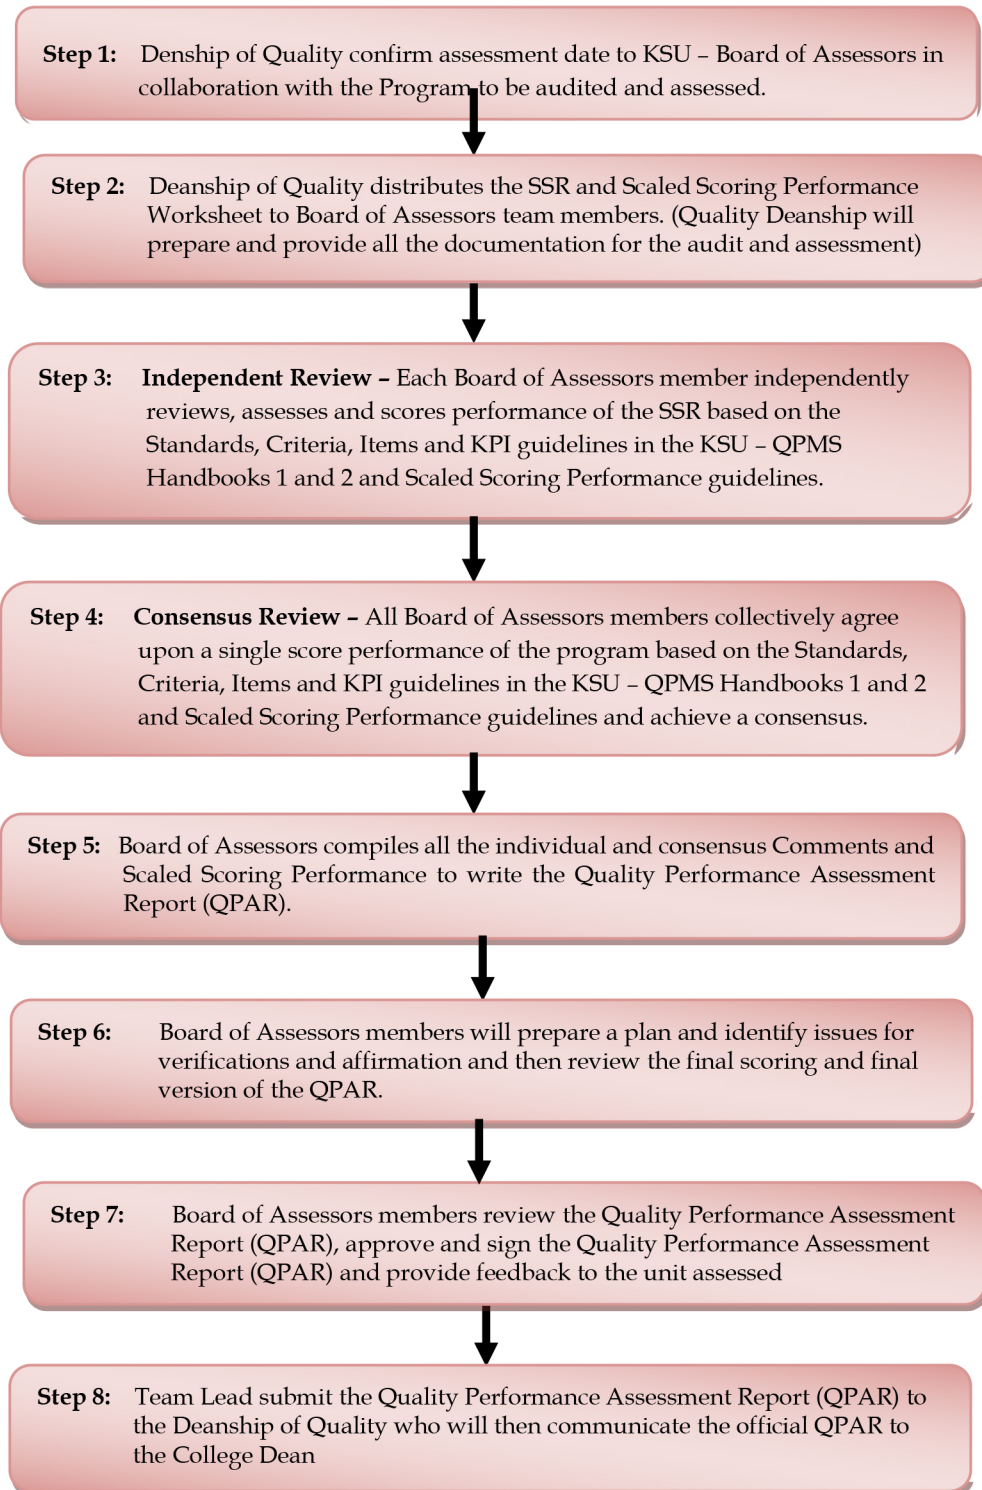 Step 1: Denship of Quality confirm assessment date to KSU – Board of Assessors in
collaboration with the Program to be audited and assessed.
Step 2: Deanship of Quality distributes the SSR and Scaled Scoring Performance
Worksheet to Board of Assessors team members. (Quality Deanship will
prepare and provide all the documentation for the audit and assessment)
Step 3: Independent Review – Each Board of Assessors member independently
reviews, assesses and scores performance of the SSR based on the
Standards, Criteria, Items and KPI guidelines in the KSU – QPMS
Handbooks 1 and 2 and Scaled Scoring Performance guidelines.
Step 4: Consensus Review – All Board of Assessors members collectively agree
upon a single score performance of the program based on the Standards,
Criteria, Items and KPI guidelines in the KSU – QPMS Handbooks 1 and 2
and Scaled Scoring Performance guidelines and achieve a consensus.
Step 5: Board of Assessors compiles all the individual and consensus Comments and
Scaled Scoring Performance to write the Quality Performance Assessment
Report (QPAR).
Step 6: Board of Assessors members will prepare a plan and identify issues for
verifications and affirmation and then review the final scoring and final
version of the QPAR.
Step 7: Board of Assessors members review the Quality Performance Assessment
Report (QPAR), approve and sign the Quality Performance Assessment
Report (QPAR) and provide feedback to the unit assessed
Step 8: Team Lead submit the Quality Performance Assessment Report (QPAR) to
the Deanship of Quality who will then communicate the official QPAR to
the College Dean